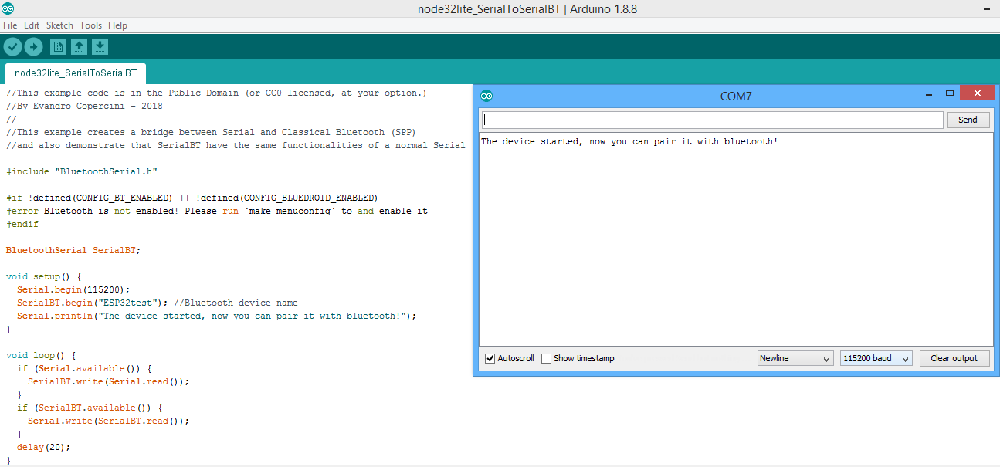 node32lite_SerialToSerialBT | Arduino 1.8.8
File Edit Sketch Tools Help
node32lite_SerialToSerialBT
//This example code is in the Public Domain (or CC0 licensed, at your option.)
//By Evandro Copercini - 2018
//
//This example creates a bridge between Serial and Classical Bluetooth (SPP)
//and also demonstrate that SerialBT have the same functionalities of a normal Serial
#include "BluetoothSerial.h"
#if !defined(CONFIG_BT_ENABLED) || !defined(CONFIG_BLUEDROID_ENABLED)
#error Bluetooth is not enabled! Please run `make menuconfig` to and enable it
#endif
BluetoothSerial SerialBT;
void setup() {
  Serial.begin(115200);
  SerialBT.begin("ESP32test"); //Bluetooth device name
  Serial.println("The device started, now you can pair it with bluetooth!");
}
void loop() {
  if (Serial.available()) {
    SerialBT.write(Serial.read());
  }
  if (SerialBT.available()) {
    Serial.write(SerialBT.read());
  }
  delay(20);
}
COM7
Send
The device started, now you can pair it with bluetooth!
Autoscroll Show timestamp Newline 115200 baud Clear output